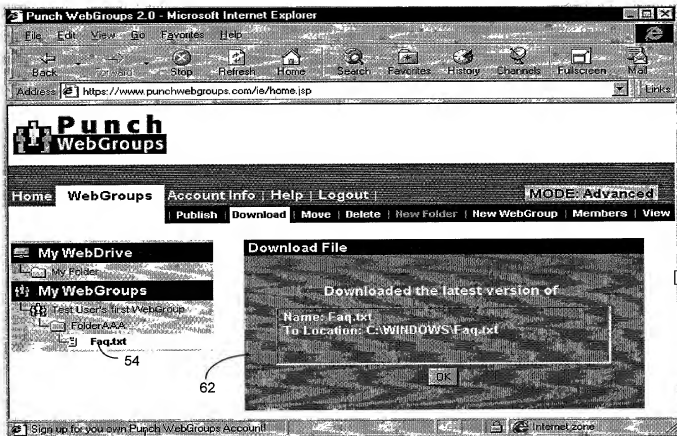 Punch WebGroups 2.0 - Microsoft Internet Explorer
File Edit View Go Favorites Help
Back Forward Stop Refresh Home Search Favorites History Channels Fullscreen Mail
Address https://www.punchwebgroups.com/ie/home.jsp Links
Punch
WebGroups
Home WebGroups Account Info | Help | Logout | MODE: Advanced
| Publish | Download | Move | Delete | New Folder | New WebGroup | Members | View
My WebDrive
My Folder
My WebGroups
Test User's first WebGroup
FolderAAA
Faq.txt
54
Download File
Downloaded the latest version of
Name: Faq.txt
To Location: C:\WINDOWS\Faq.txt
62
OK
Sign up for you own Punch WebGroups Account! Internet zone